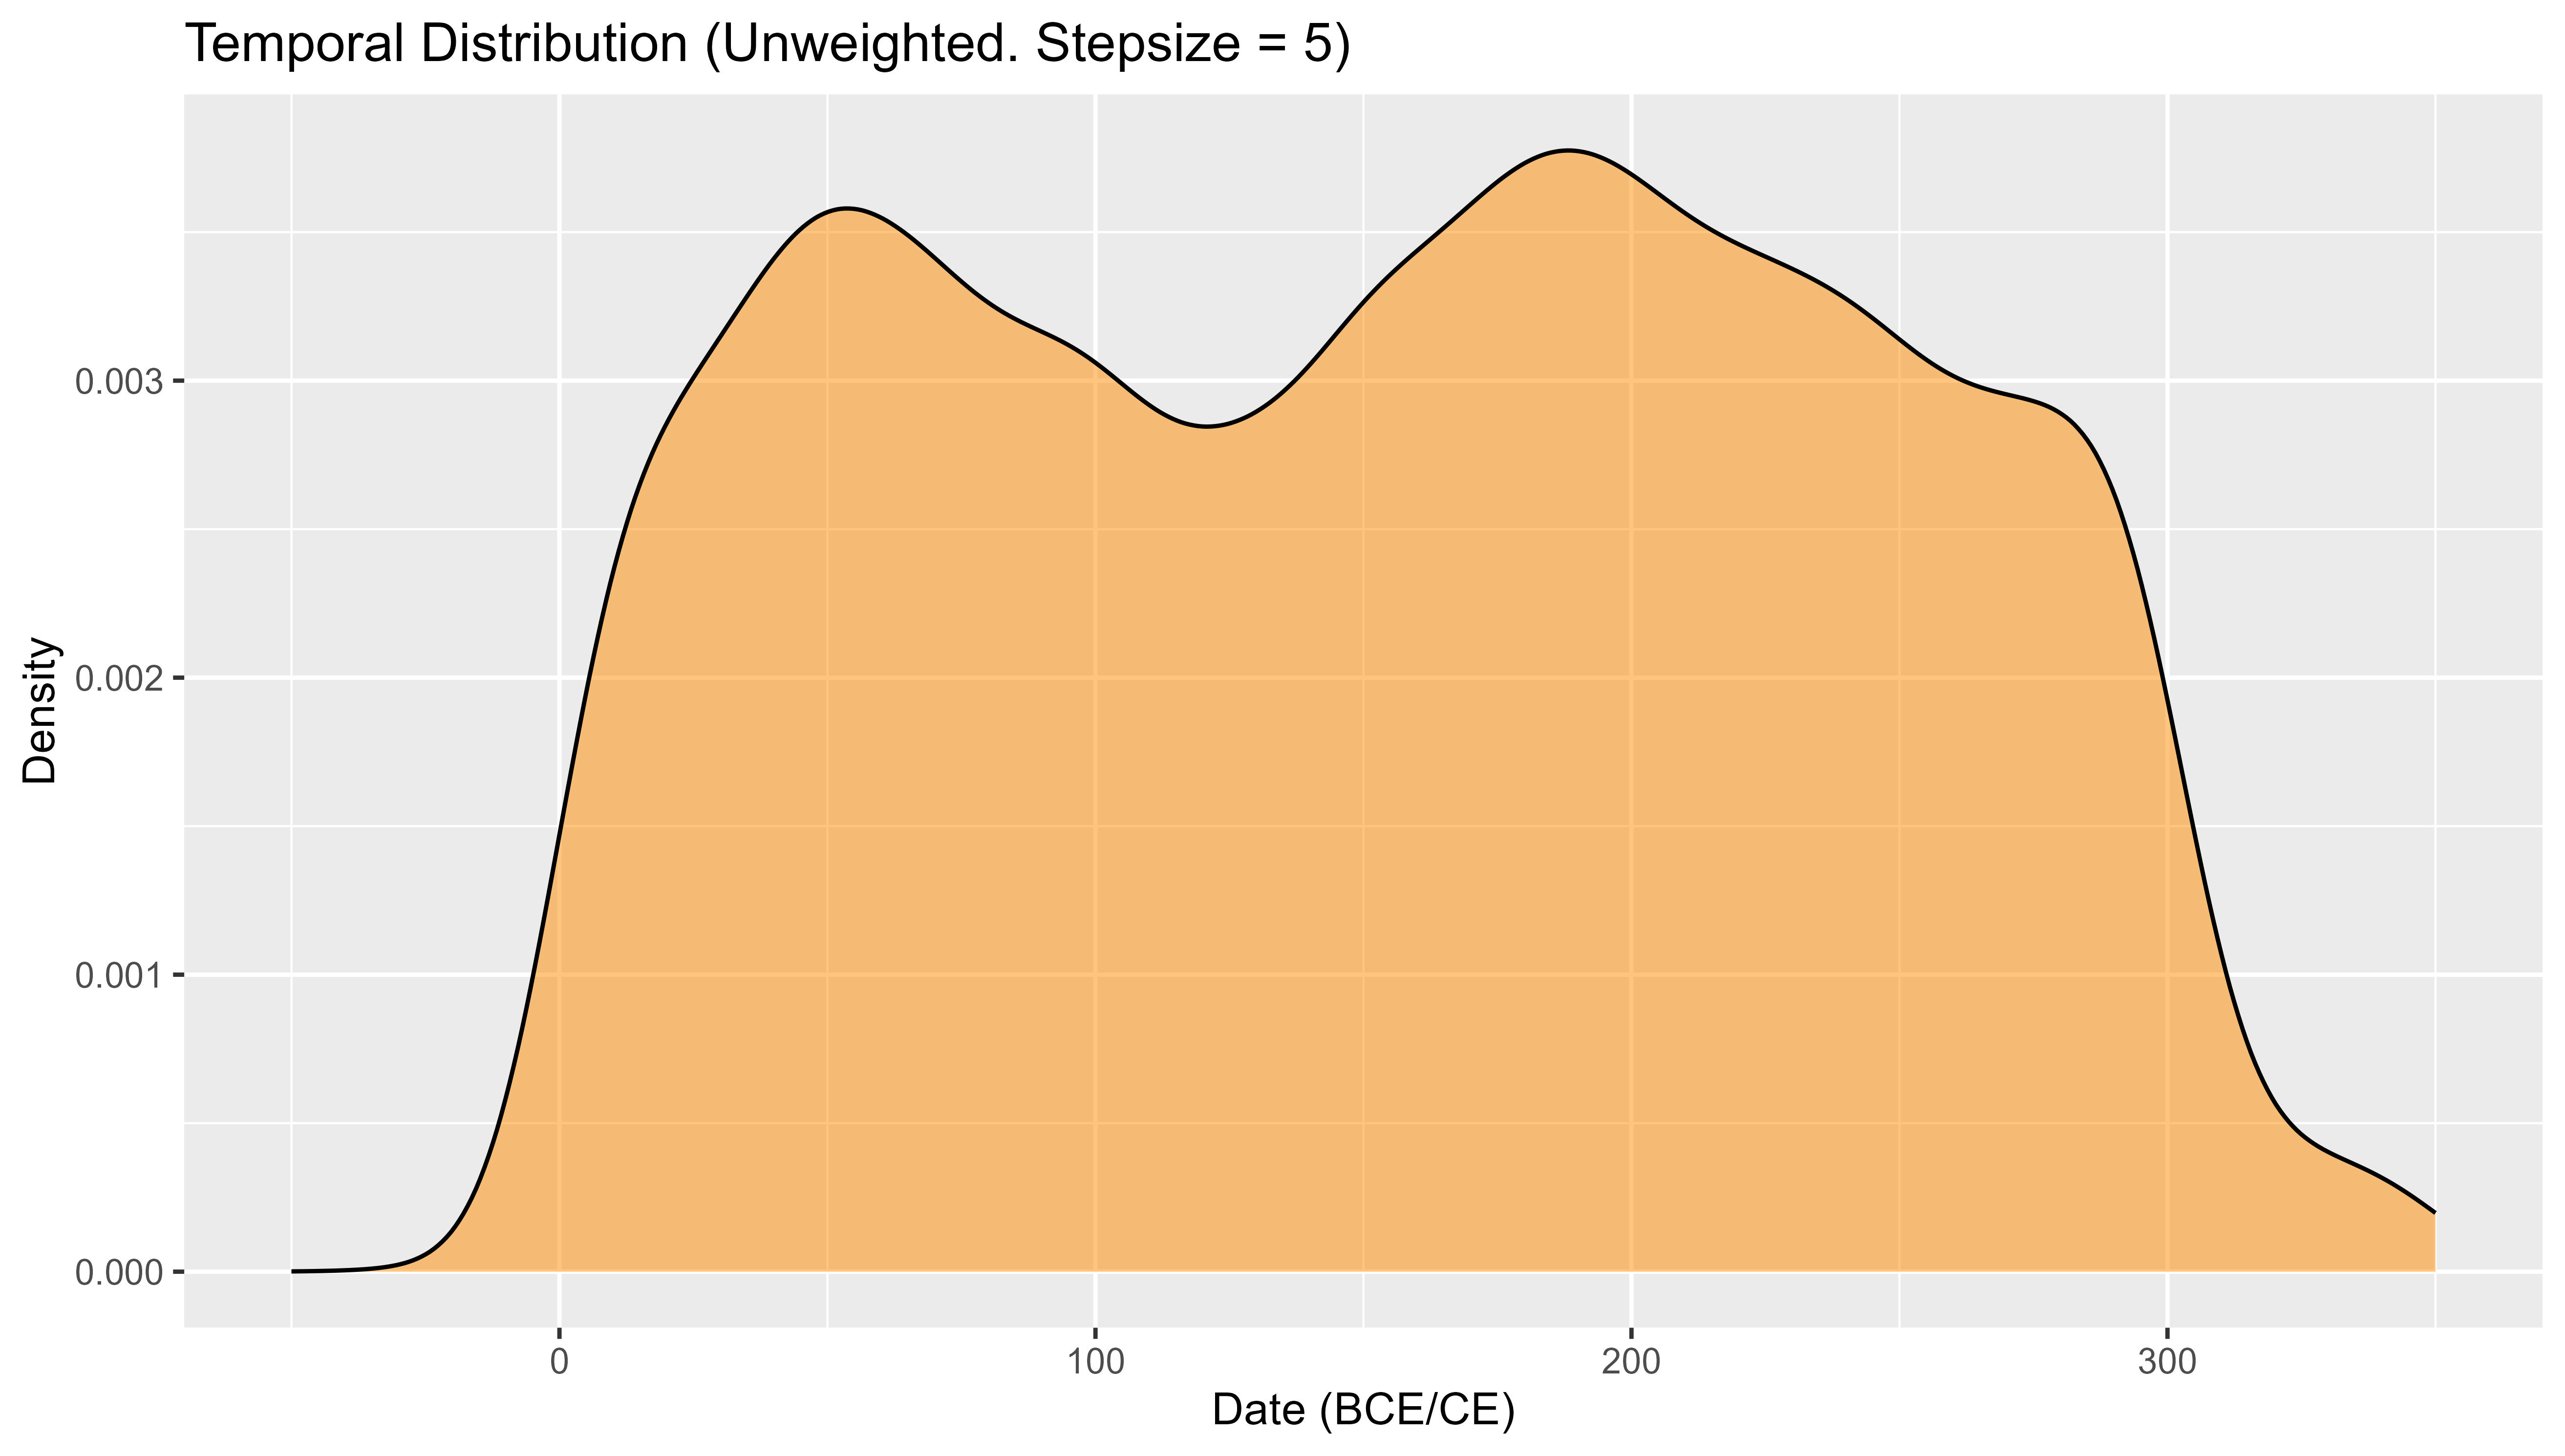 Temporal Distribution (Unweighted. Stepsize = 5)
Density
0.003
0.002
0.001
0.000
0 100 200 300
Date (BCE/CE)